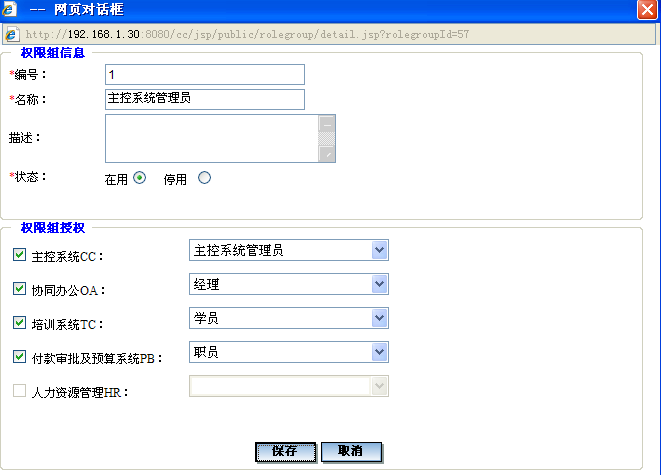 -- 网页对话框
http://192.168.1.30:8080/cc/jsp/public/rolegroup/detail.jsp?rolegroupId=57
权限组信息
*编号： 1
*名称： 主控系统管理员
描述：
*状态： 在用 停用
权限组授权
主控系统CC： 主控系统管理员
协同办公OA： 经理
培训系统TC： 学员
付款审批及预算系统PB： 职员
人力资源管理HR：
保存 取消